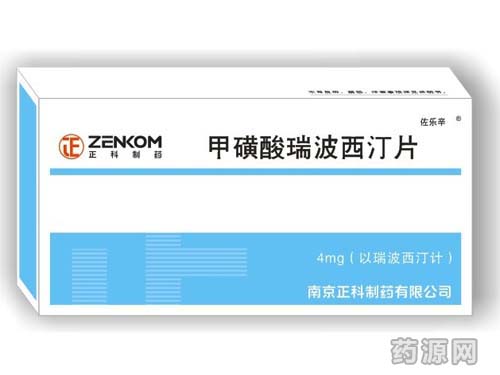 佐乐辛 ®
正 ZENKOM
正科制药
甲磺酸瑞波西汀片
4mg（以瑞波西汀计）
南京正科制药有限公司
药源网